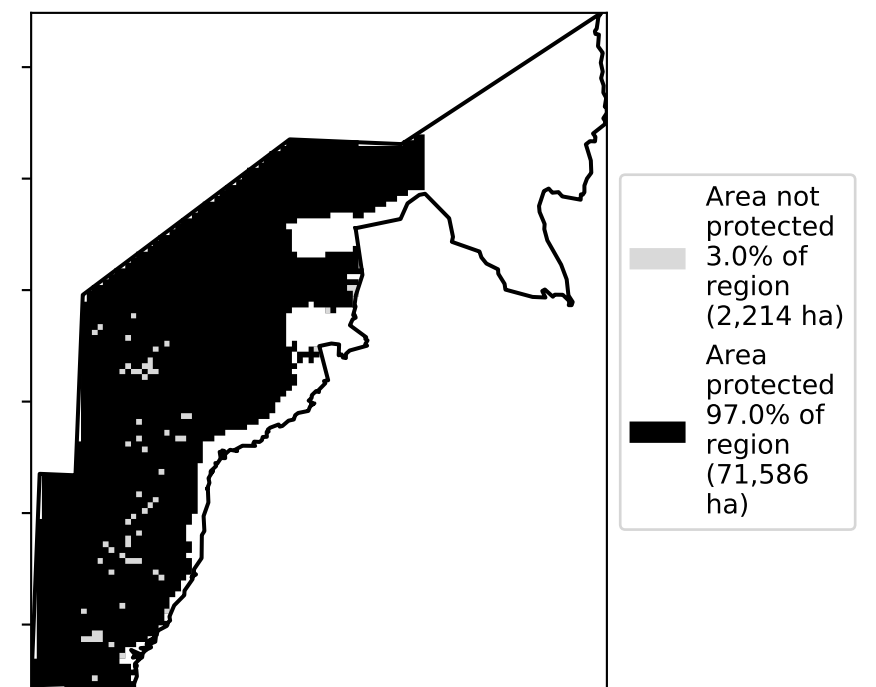 Area not
protected
3.0% of
region
(2,214 ha)
Area
protected
97.0% of
region
(71,586
ha)